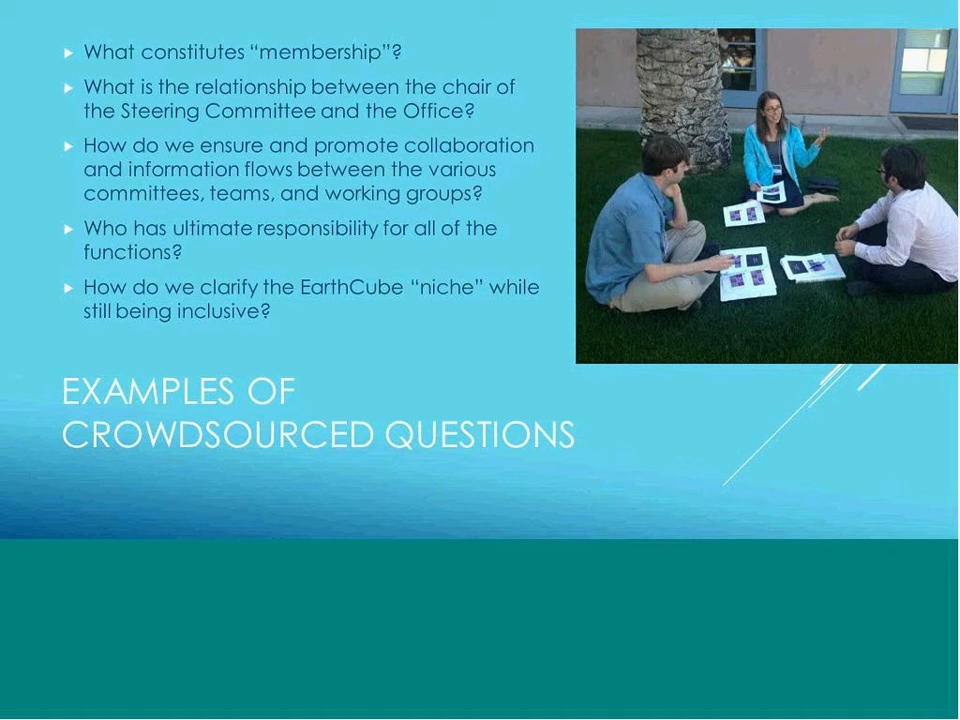 What constitutes “membership”?
What is the relationship between the chair of
the Steering Committee and the Office?
How do we ensure and promote collaboration
and information flows between the various
committees, teams, and working groups?
Who has ultimate responsibility for all of the
functions?
How do we clarify the EarthCube “niche” while
still being inclusive?
EXAMPLES OF
CROWDSOURCED QUESTIONS